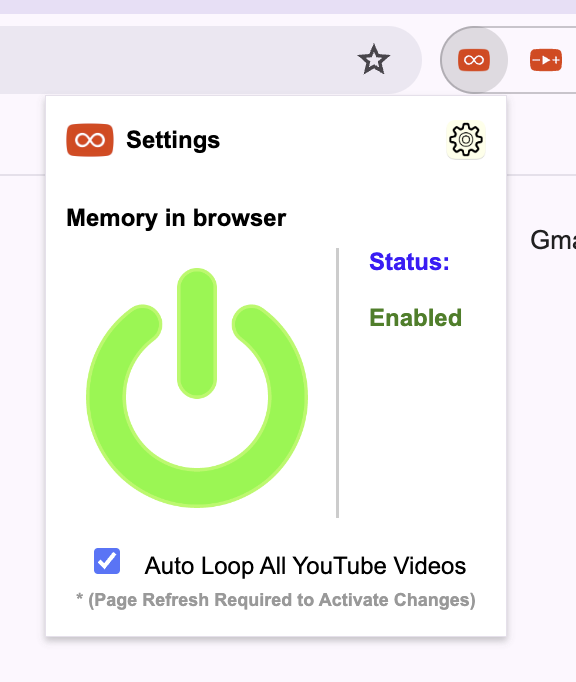 Settings
Memory in browser
Gma
Status:
Enabled
Auto Loop All YouTube Videos
* (Page Refresh Required to Activate Changes)